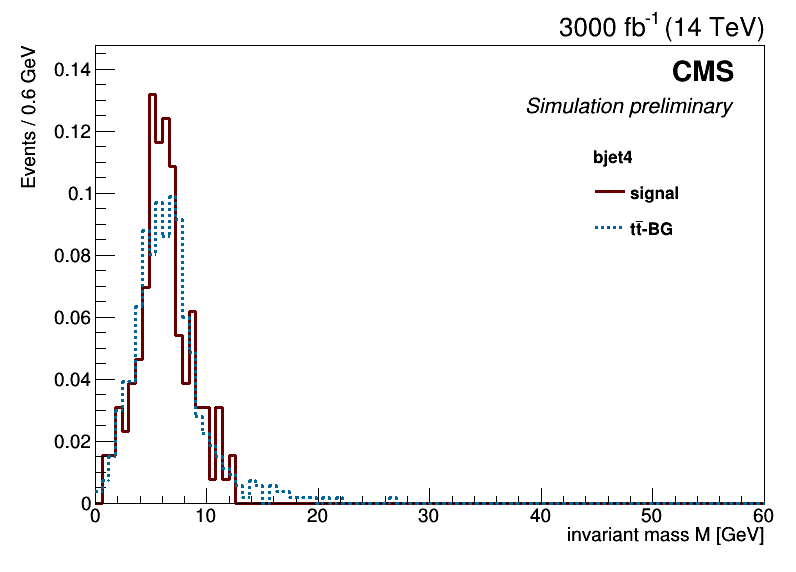 3000 fb⁻¹ (14 TeV)
CMS
Simulation preliminary
bjet4
signal
tt̄-BG
Events / 0.6 GeV
0.14
0.12
0.1
0.08
0.06
0.04
0.02
0
0 10 20 30 40 50 60
invariant mass M [GeV]